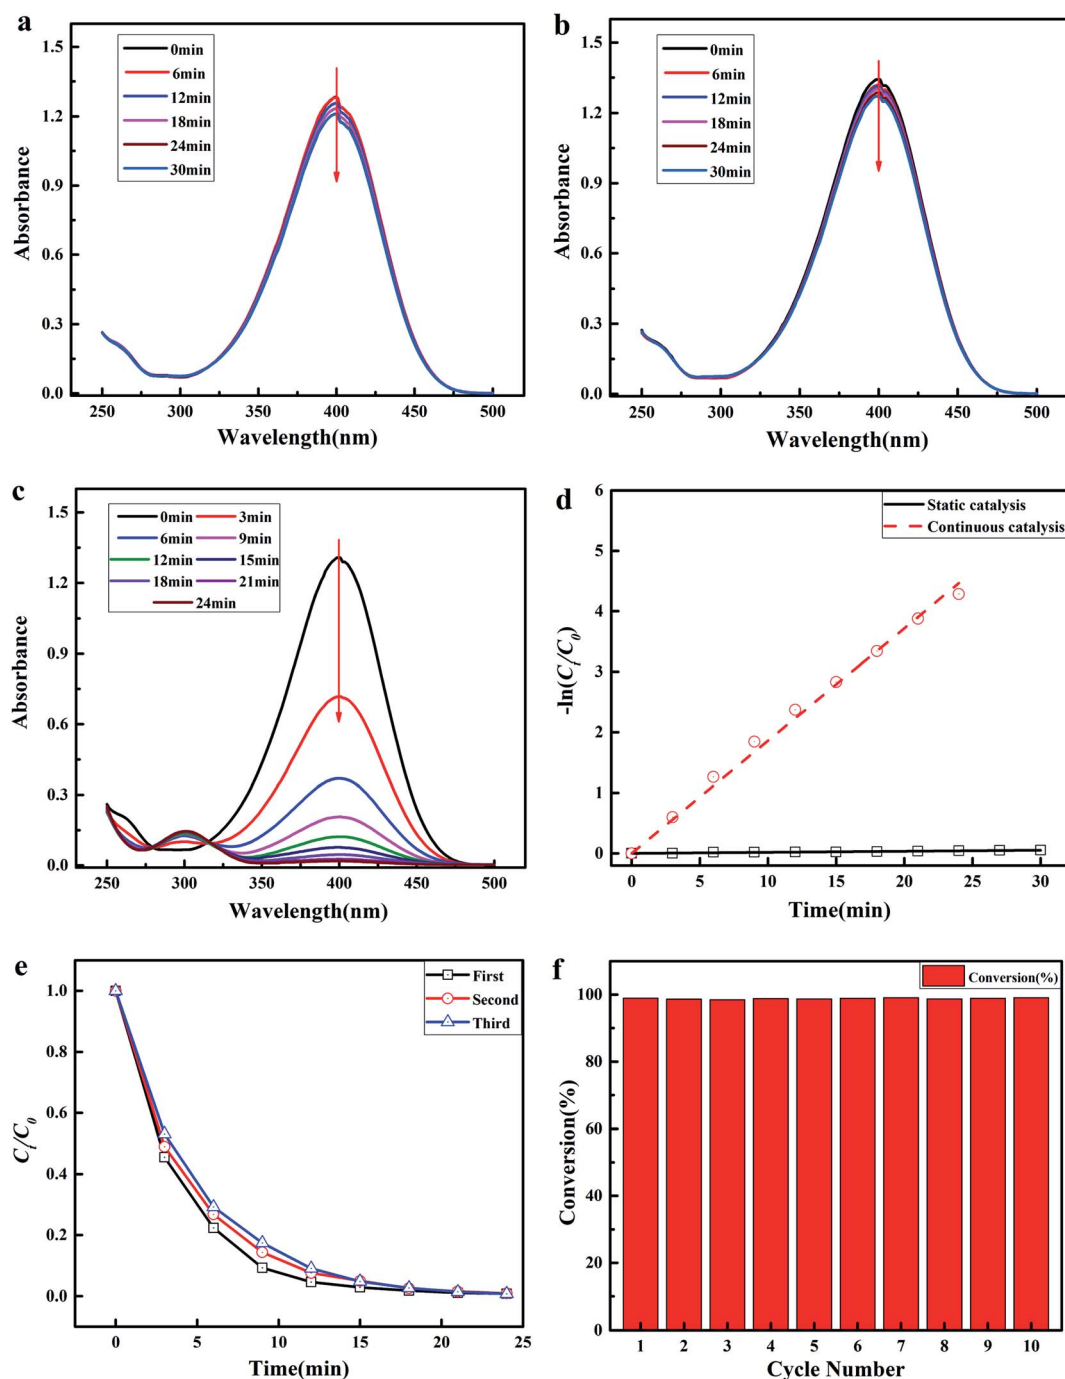 a
1.5
1.2
0.9
0.6
0.3
0.0
Absorbance
0min
6min
12min
18min
24min
30min
250 300 350 400 450 500
Wavelength(nm)
b
1.5
1.2
0.9
0.6
0.3
0.0
Absorbance
0min
6min
12min
18min
24min
30min
250 300 350 400 450 500
Wavelength(nm)
c
1.5
1.2
0.9
0.6
0.3
0.0
Absorbance
0min 3min
6min 9min
12min 15min
18min 21min
24min
250 300 350 400 450 500
Wavelength(nm)
d
6
5
4
3
2
1
0
-ln(Ct/C0)
Static catalysis
Continuous catalysis
0 5 10 15 20 25 30
Time(min)
e
1.0
0.8
0.6
0.4
0.2
0.0
Ct/C0
First
Second
Third
0 5 10 15 20 25
Time(min)
f
100
80
60
40
20
0
Conversion(%)
Conversion(%)
1 2 3 4 5 6 7 8 9 10
Cycle Number